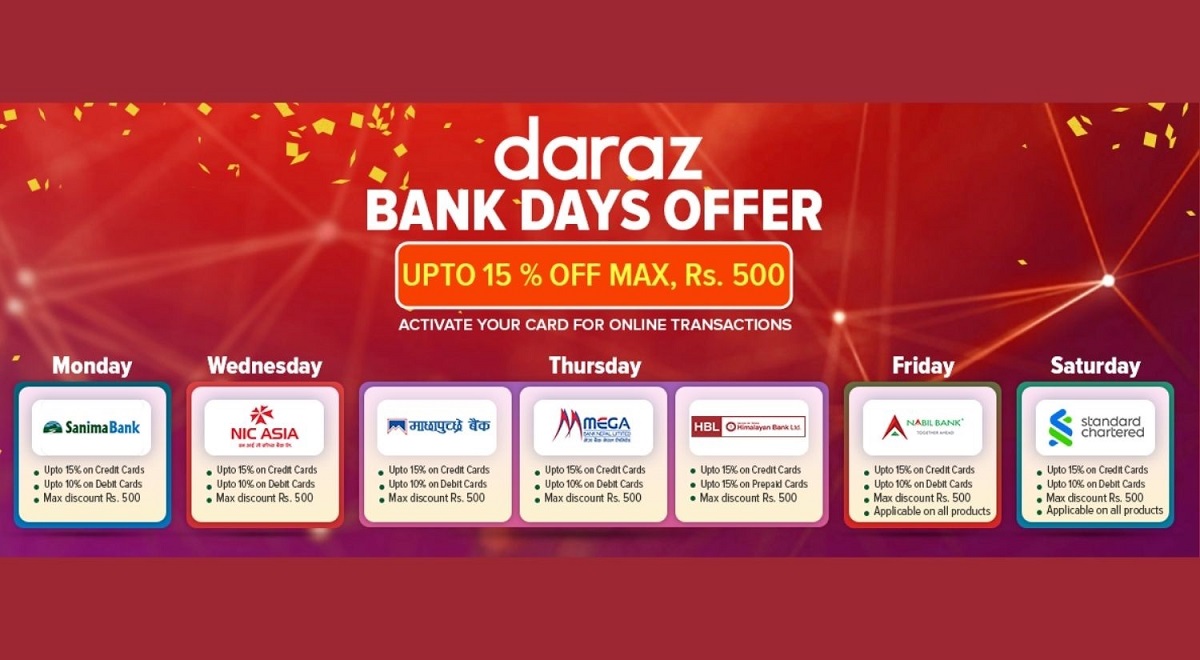 daraz
BANK DAYS OFFER
UPTO 15 % OFF MAX, Rs. 500
ACTIVATE YOUR CARD FOR ONLINE TRANSACTIONS
Monday
Sanima Bank
Upto 15% on Credit Cards
Upto 10% on Debit Cards
Max discount Rs. 500
Wednesday
NIC ASIA
Upto 15% on Credit Cards
Upto 10% on Debit Cards
Max discount Rs. 500
Thursday
माछापुच्छ्रे बैंक
Upto 15% on Credit Cards
Upto 10% on Debit Cards
Max discount Rs. 500
MEGA
BANK NEPAL LIMITED
Upto 15% on Credit Cards
Upto 10% on Debit Cards
Max discount Rs. 500
HBL
Himalayan Bank Ltd.
Upto 15% on Credit Cards
Upto 15% on Prepaid Cards
Max discount Rs. 500
Friday
NABIL BANK
TOGETHER AHEAD
Upto 15% on Credit Cards
Upto 10% on Debit Cards
Max discount Rs. 500
Applicable on all products
Saturday
standard
chartered
Upto 15% on Credit Cards
Upto 10% on Debit Cards
Max discount Rs. 500
Applicable on all products